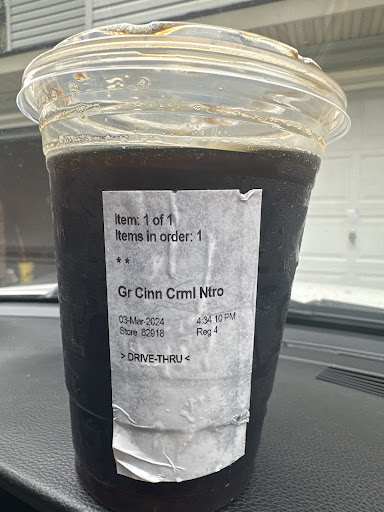 Item: 1 of 1
Items in order: 1
* *
Gr Cinn Crml Ntro
03-Mar-2024 4:34:10 PM
Store: 82918 Reg 4
> DRIVE-THRU <